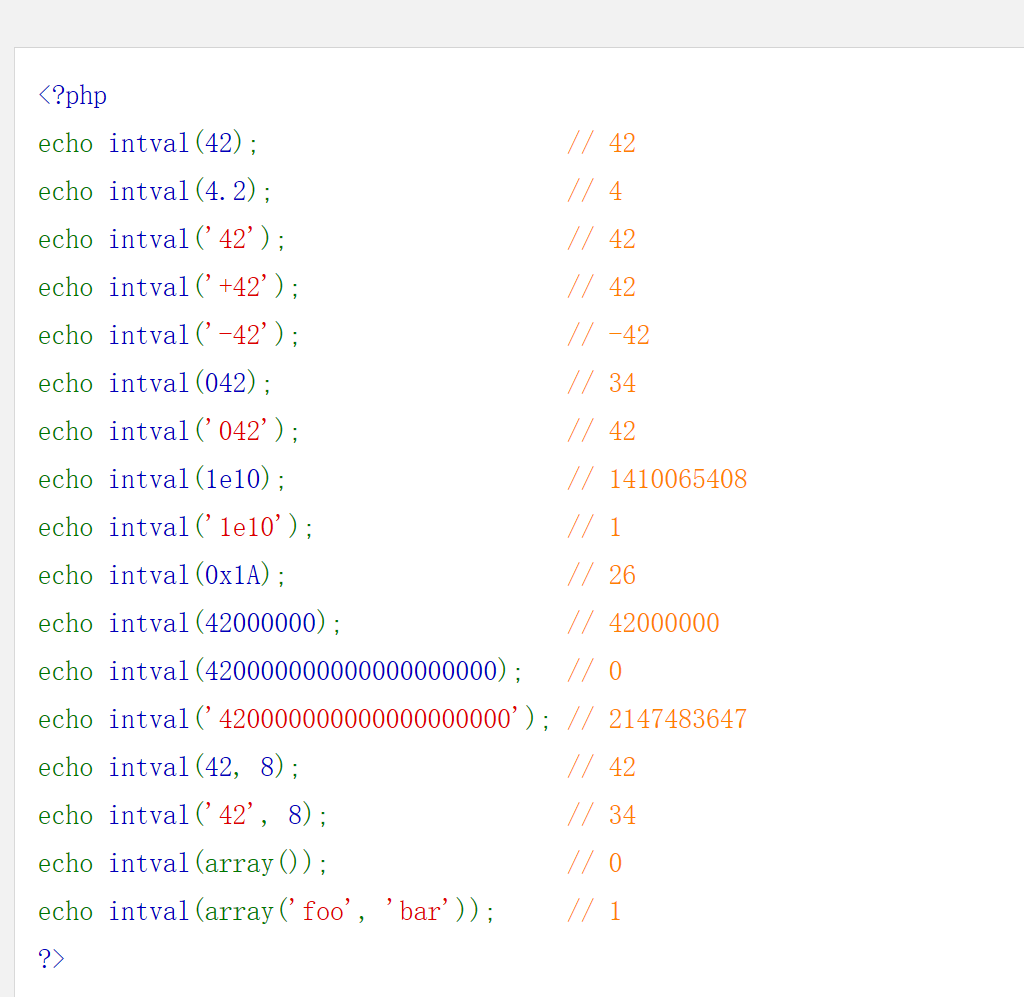 <?php
echo intval(42);                      // 42
echo intval(4.2);                     // 4
echo intval('42');                    // 42
echo intval('+42');                   // 42
echo intval('-42');                   // -42
echo intval(042);                     // 34
echo intval('042');                   // 42
echo intval(1e10);                    // 1410065408
echo intval('1e10');                  // 1
echo intval(0x1A);                    // 26
echo intval(42000000);                // 42000000
echo intval(420000000000000000000);   // 0
echo intval('420000000000000000000'); // 2147483647
echo intval(42, 8);                   // 42
echo intval('42', 8);                 // 34
echo intval(array());                 // 0
echo intval(array('foo', 'bar'));     // 1
?>